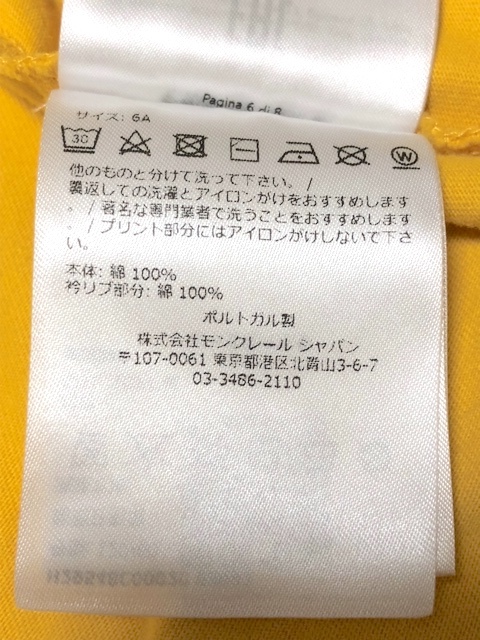 Pagina 6 di 8
サイズ: 6A
30
他のものと分けて洗って下さい。 /
裏返しての洗濯とアイロンがけをおすすめします
。 / 著名な専門業者で洗うことをおすすめします
。 / プリント部分にはアイロンがけしないで下さ
い。
本体: 綿 100%
衿リブ部分: 綿 100%
ポルトガル製
株式会社モンクレール ジャパン
〒107-0061 東京都港区北青山3-6-7
03-3486-2110